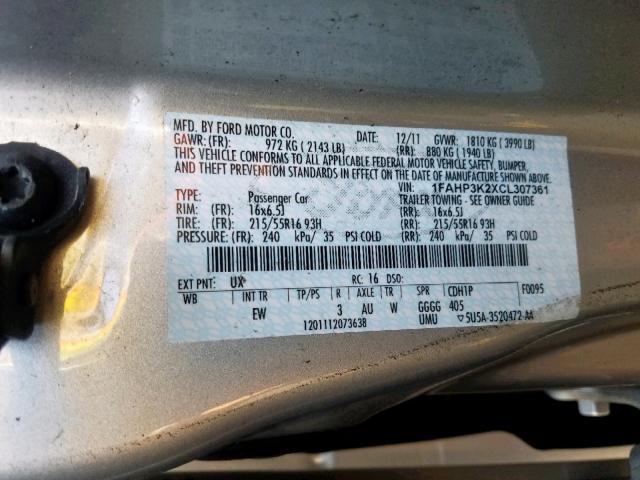 MFD. BY FORD MOTOR CO. DATE: 12/11 GVWR: 1810 KG ( 3990 LB)
GAWR: (FR): 972 KG ( 2143 LB) (RR): 880 KG ( 1940 LB)
THIS VEHICLE CONFORMS TO ALL APPLICABLE FEDERAL MOTOR VEHICLE SAFETY, BUMPER,
AND THEFT PREVENTION STANDARDS IN EFFECT ON THE DATE OF MANUFACTURE SHOWN ABOVE.
VIN: 1FAHP3K2XCL307361
TYPE: Passenger Car TRAILER TOWING - SEE OWNER GUIDE
RIM: (FR): 16x6.5J (RR): 16x6.5J
TIRE: (FR): 215/55R16 93H (RR): 215/55R16 93H
PRESSURE: (FR): 240 kPa/ 35 PSI COLD (RR): 240 kPa/ 35 PSI COLD
EXT PNT: UX RC: 16 DSO: F0095
WB INT TR TP/PS R AXLE TR SPR CDH1P
EW 3 AU W GGGG 405
1201112073638 UMU ▽5U5A-3520472-AA